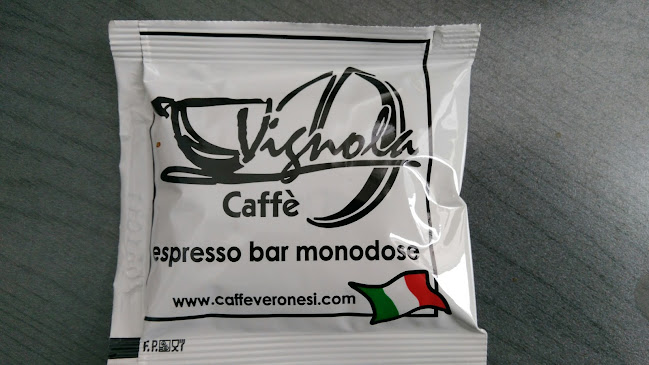 Vignola
Caffè
espresso bar monodose
www.caffeveronesi.com
F.P.